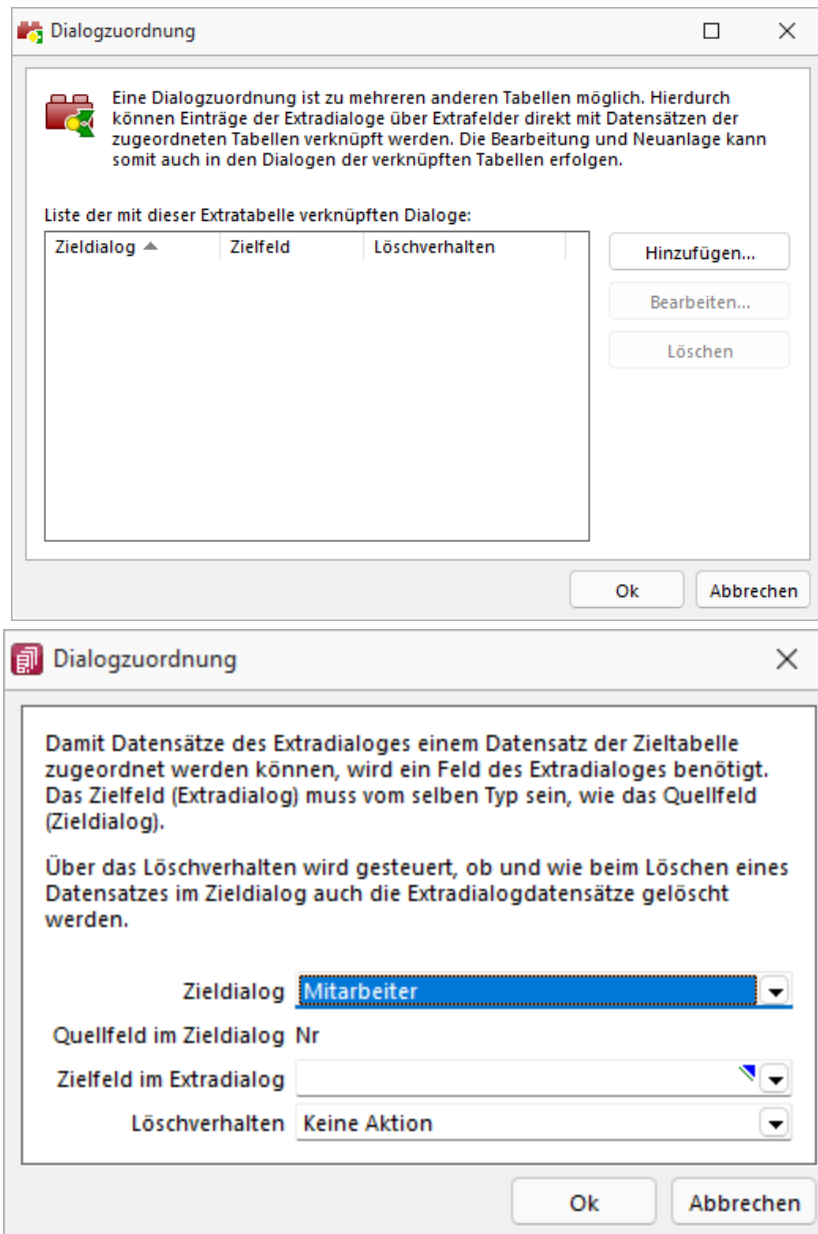 Dialogzuordnung
Eine Dialogzuordnung ist zu mehreren anderen Tabellen möglich. Hierdurch
können Einträge der Extradialoge über Extrafelder direkt mit Datensätzen der
zugeordneten Tabellen verknüpft werden. Die Bearbeitung und Neuanlage kann
somit auch in den Dialogen der verknüpften Tabellen erfolgen.
Liste der mit dieser Extratabelle verknüpften Dialoge:
Zieldialog Zielfeld Löschverhalten
Hinzufügen...
Bearbeiten...
Löschen
Ok Abbrechen
Dialogzuordnung
Damit Datensätze des Extradialoges einem Datensatz der Zieltabelle
zugeordnet werden können, wird ein Feld des Extradialoges benötigt.
Das Zielfeld (Extradialog) muss vom selben Typ sein, wie das Quellfeld
(Zieldialog).
Über das Löschverhalten wird gesteuert, ob und wie beim Löschen eines
Datensatzes im Zieldialog auch die Extradialogdatensätze gelöscht
werden.
Zieldialog Mitarbeiter
Quellfeld im Zieldialog Nr
Zielfeld im Extradialog
Löschverhalten Keine Aktion
Ok Abbrechen